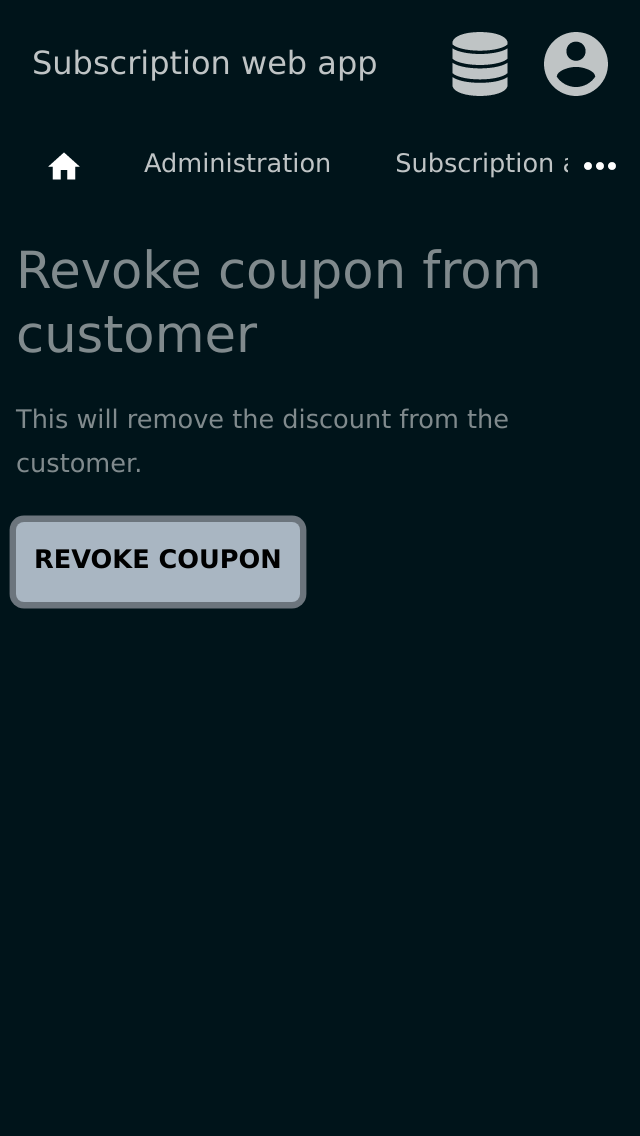 Subscription web app
Administration Subscription
Revoke coupon from
customer
This will remove the discount from the
customer.
REVOKE COUPON